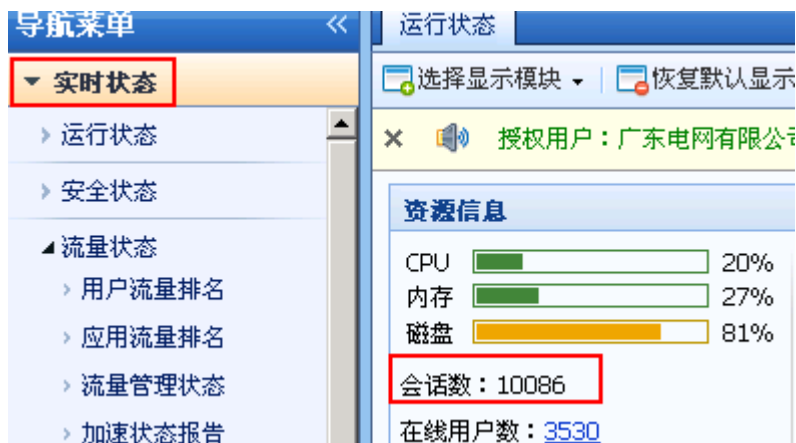 导航菜单
实时状态
运行状态
安全状态
流量状态
用户流量排名
应用流量排名
流量管理状态
加速状态报告
运行状态
选择显示模块
恢复默认显示
授权用户：广东电网有限公司
资源信息
CPU 20%
内存 27%
磁盘 81%
会话数：10086
在线用户数：3530